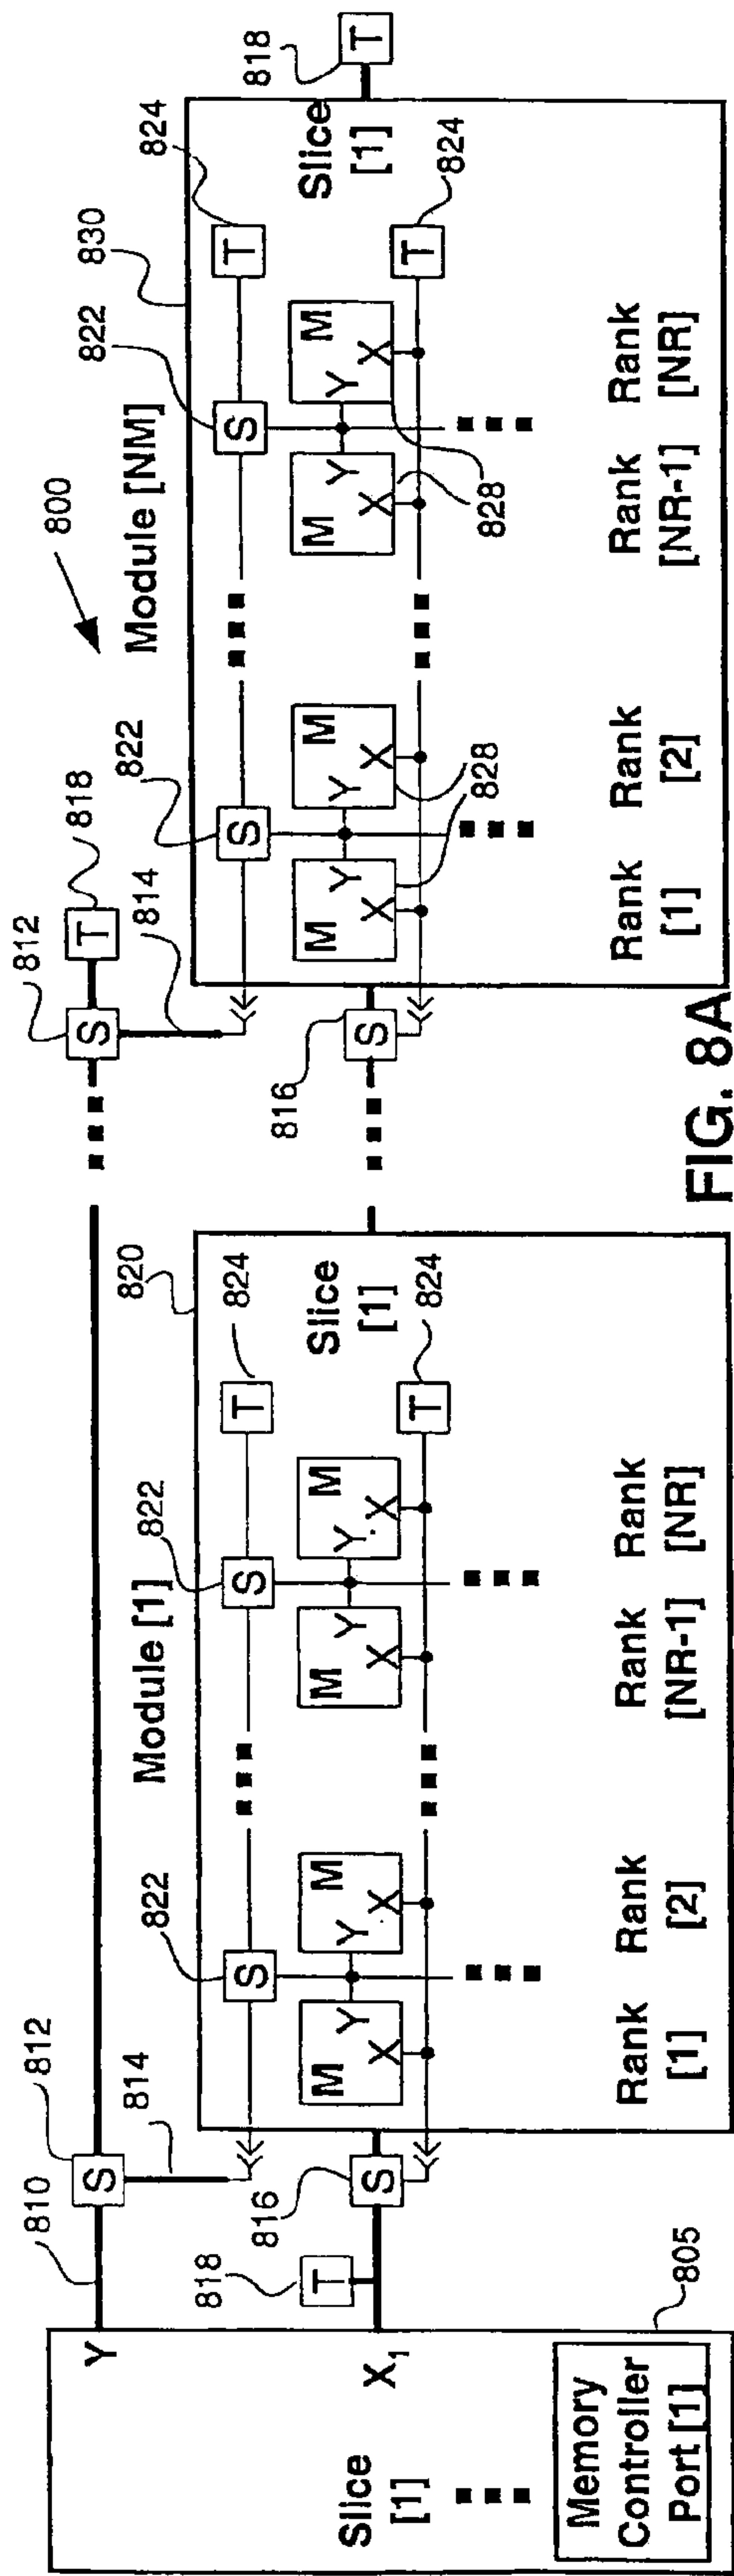 800
FIG. 8A
Y
X1
Slice
[1]
Memory
Controller
Port [1]
805
810
812
814
816
818
T
S
S
Module [1]
820
822
822
824
824
S
S
T
T
Slice
[1]
M
Y
X
M
Y
X
M
Y
X
M
Y
X
Rank
[1]
Rank
[2]
Rank
[NR-1]
Rank
[NR]
812
814
816
818
818
S
T
S
T
Module [NM]
830
822
822
824
824
S
S
T
T
Slice
[1]
M
Y
X
M
Y
X
M
Y
X
M
Y
X
828
828
Rank
[1]
Rank
[2]
Rank
[NR-1]
Rank
[NR]